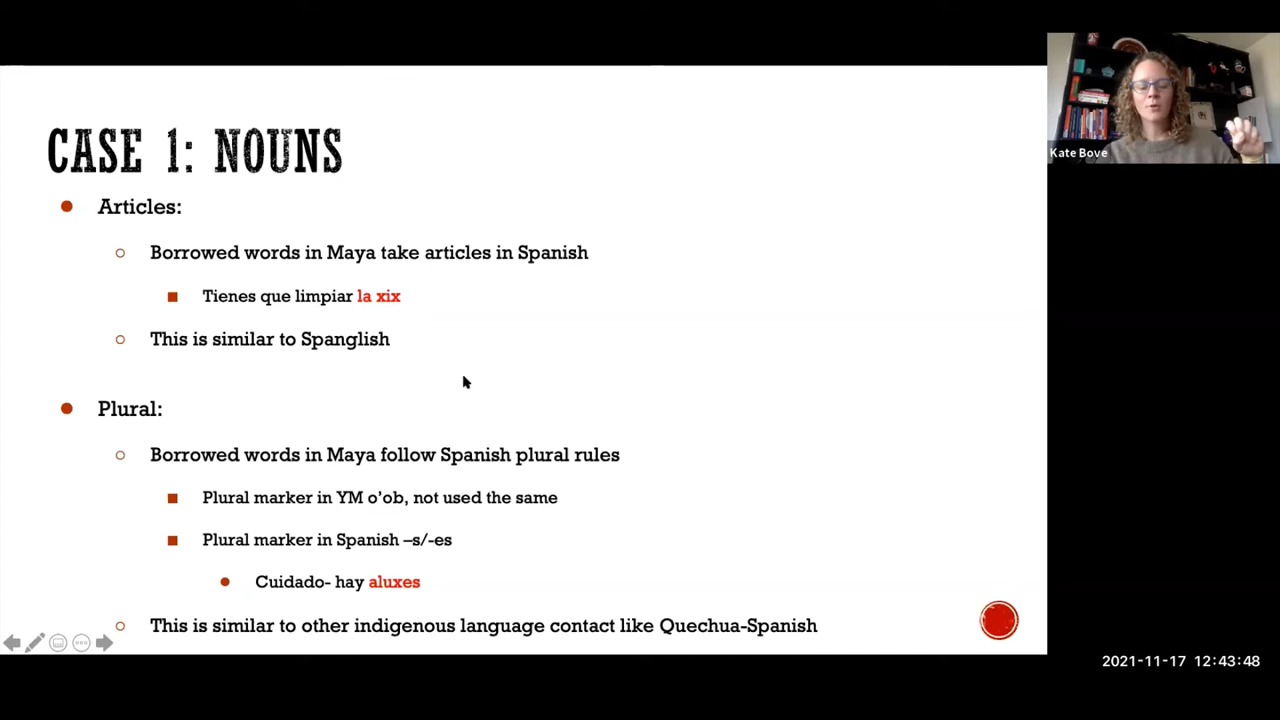 CASE 1: NOUNS
Articles:
Borrowed words in Maya take articles in Spanish
Tienes que limpiar la xix
This is similar to Spanglish
Plural:
Borrowed words in Maya follow Spanish plural rules
Plural marker in YM o’ob, not used the same
Plural marker in Spanish –s/-es
Cuidado- hay aluxes
This is similar to other indigenous language contact like Quechua-Spanish
Kate Bove
2021-11-17 12:43:48